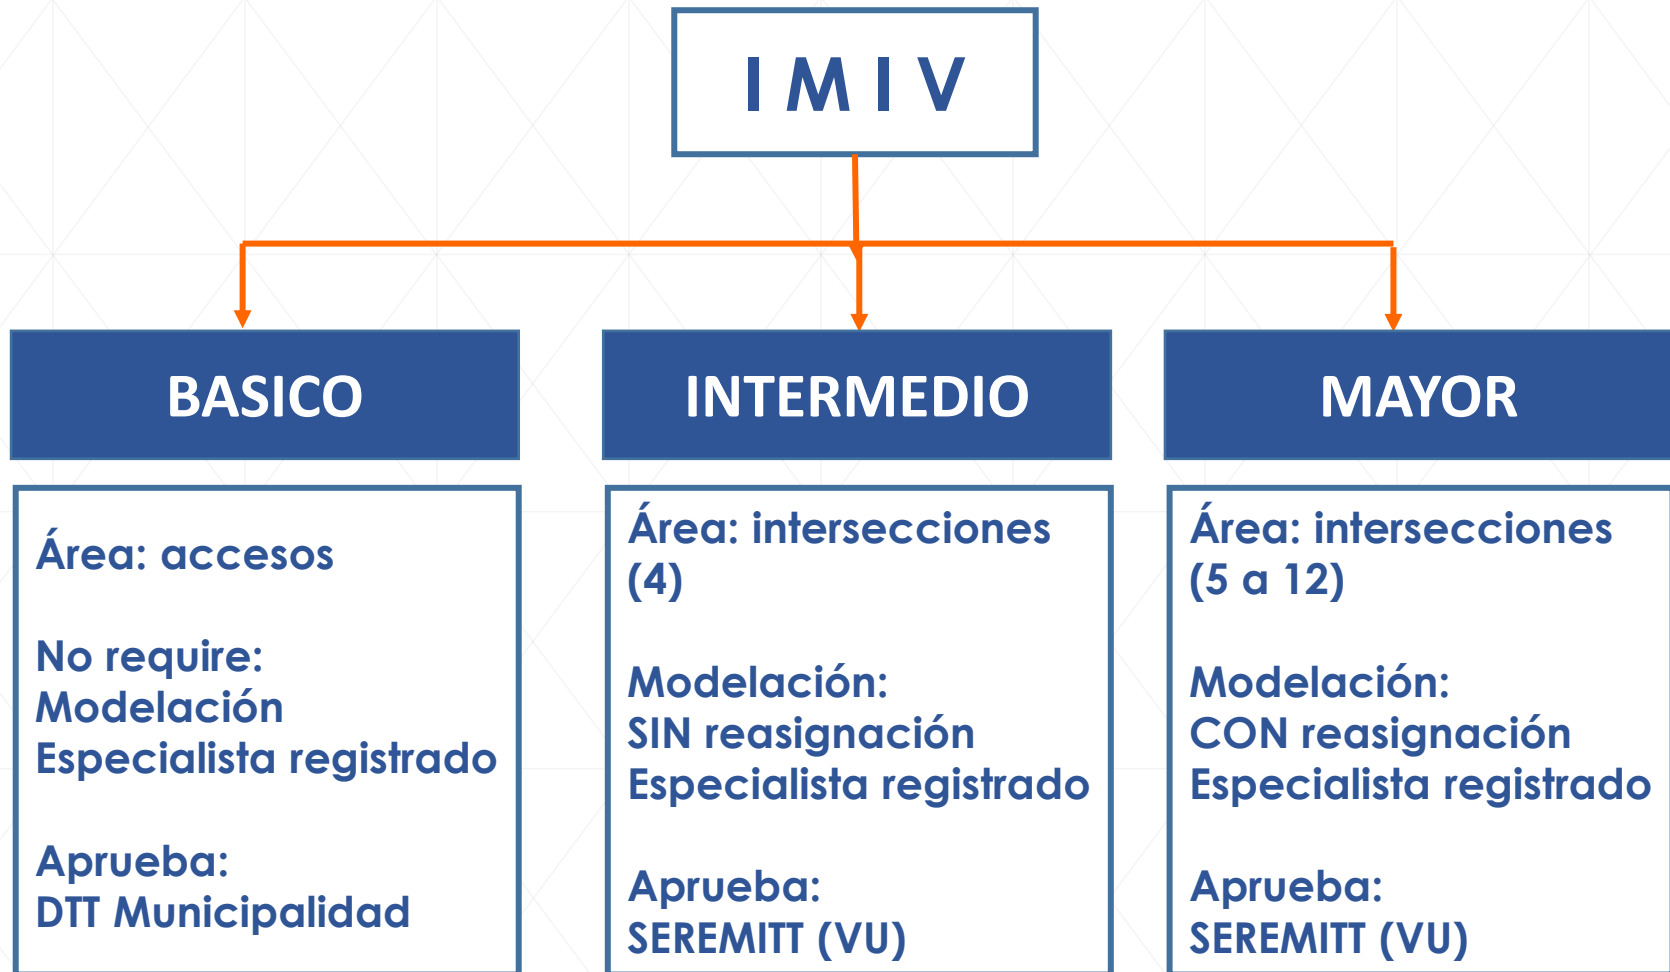 I M I V
BASICO
Área: accesos
No require:
Modelación
Especialista registrado
Aprueba:
DTT Municipalidad
INTERMEDIO
Área: intersecciones
(4)
Modelación:
SIN reasignación
Especialista registrado
Aprueba:
SEREMITT (VU)
MAYOR
Área: intersecciones
(5 a 12)
Modelación:
CON reasignación
Especialista registrado
Aprueba:
SEREMITT (VU)